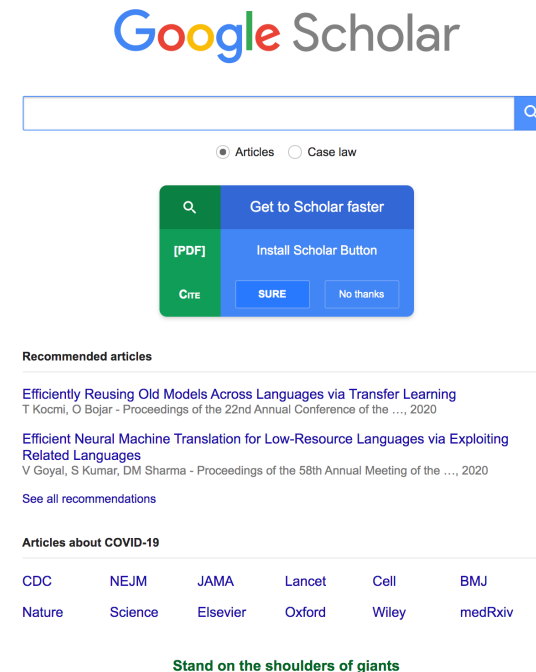 Google Scholar
Articles Case law
Get to Scholar faster
[PDF] Install Scholar Button
CITE SURE No thanks
Recommended articles
Efficiently Reusing Old Models Across Languages via Transfer Learning
T Kocmi, O Bojar - Proceedings of the 22nd Annual Conference of the …, 2020
Efficient Neural Machine Translation for Low-Resource Languages via Exploiting
Related Languages
V Goyal, S Kumar, DM Sharma - Proceedings of the 58th Annual Meeting of the …, 2020
See all recommendations
Articles about COVID-19
CDC NEJM JAMA Lancet Cell BMJ
Nature Science Elsevier Oxford Wiley medRxiv
Stand on the shoulders of giants